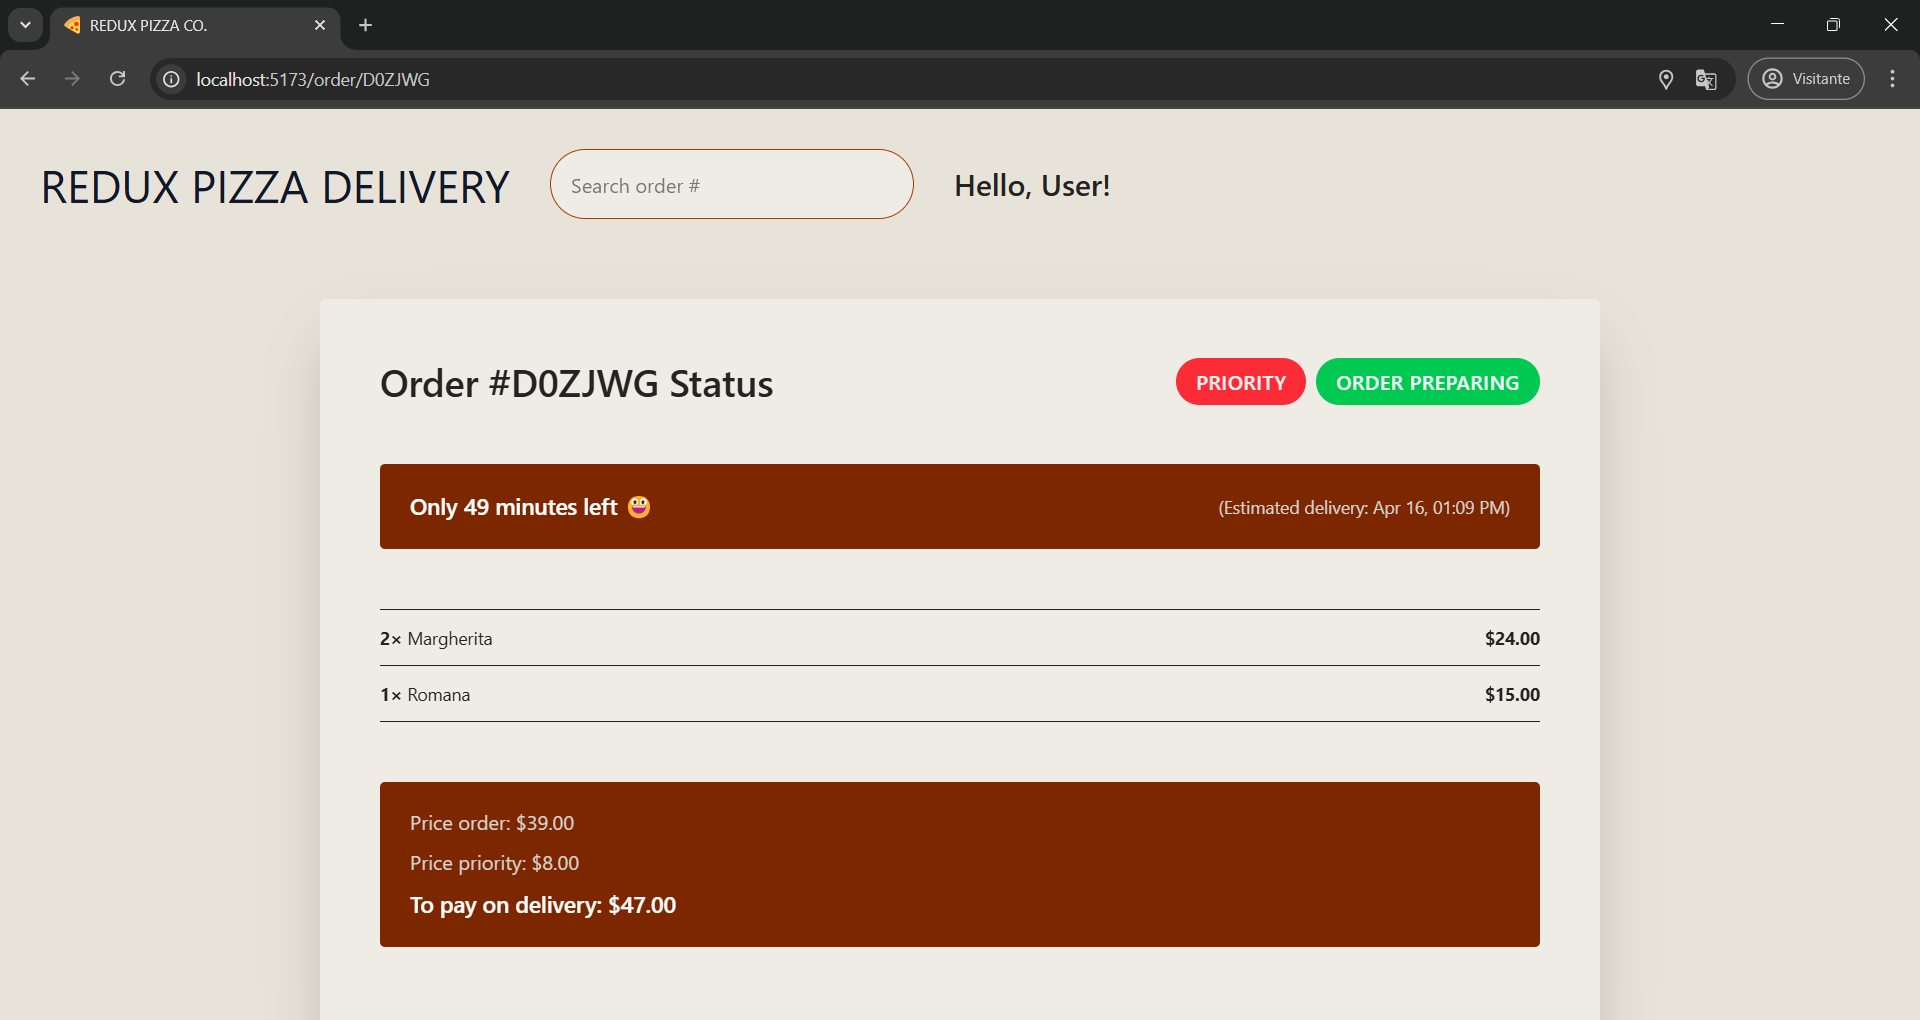 REDUX PIZZA CO.
localhost:5173/order/D0ZJWG
Visitante
REDUX PIZZA DELIVERY
Search order #
Hello, User!
Order #D0ZJWG Status
PRIORITY
ORDER PREPARING
Only 49 minutes left 😀
(Estimated delivery: Apr 16, 01:09 PM)
2× Margherita
$24.00
1× Romana
$15.00
Price order: $39.00
Price priority: $8.00
To pay on delivery: $47.00